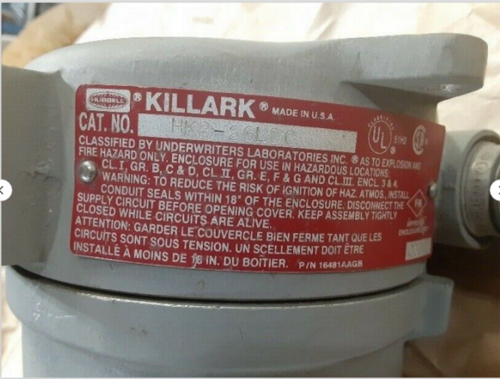 HUBBELL
® KILLARK ® MADE IN U.S.A.
CAT. NO.
UL
CLASSIFIED BY UNDERWRITERS LABORATORIES INC. ® AS TO EXPLOSION AND
FIRE HAZARD ONLY. ENCLOSURE FOR USE IN HAZARDOUS LOCATIONS:
CL. I, GR. B, C & D, CL. II, GR. E, F & G AND CL III. ENCL. 3 & 4.
WARNING: TO REDUCE THE RISK OF IGNITION OF HAZ. ATMOS., INSTALL
CONDUIT SEALS WITHIN 18" OF THE ENCLOSURE. DISCONNECT THE
SUPPLY CIRCUIT BEFORE OPENING COVER. KEEP ASSEMBLY TIGHTLY
CLOSED WHILE CIRCUITS ARE ALIVE.
ATTENTION: GARDER LE COUVERCLE BIEN FERME TANT QUE LES
CIRCUITS SONT SOUS TENSION. UN SCELLEMENT DOIT ÊTRE
INSTALLÉ À MOINS DE 18 IN. DU BOITIER. P/N 16481AAGR